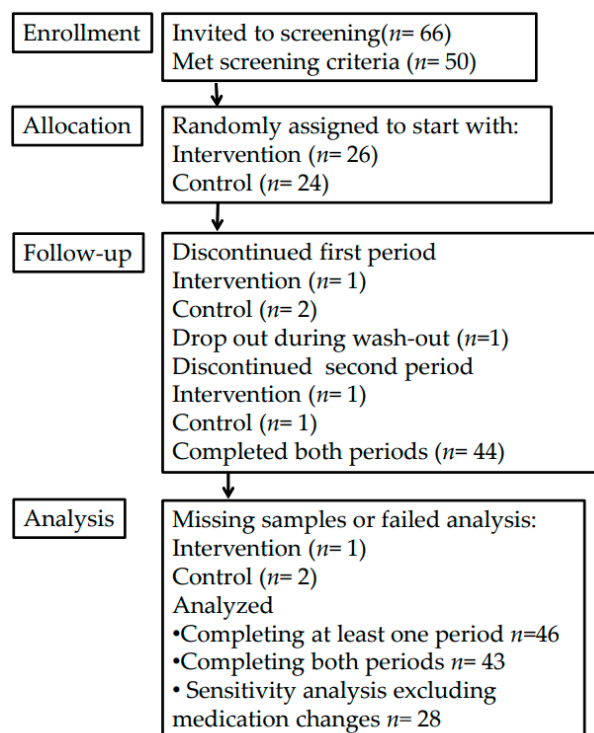 Enrollment
Invited to screening(n= 66)
Met screening criteria (n= 50)
Allocation
Randomly assigned to start with:
Intervention (n= 26)
Control (n= 24)
Follow-up
Discontinued first period
Intervention (n= 1)
Control (n= 2)
Drop out during wash-out (n=1)
Discontinued second period
Intervention (n= 1)
Control (n= 1)
Completed both periods (n= 44)
Analysis
Missing samples or failed analysis:
Intervention (n= 1)
Control (n= 2)
Analyzed
•Completing at least one period n=46
•Completing both periods n= 43
• Sensitivity analysis excluding
medication changes n= 28